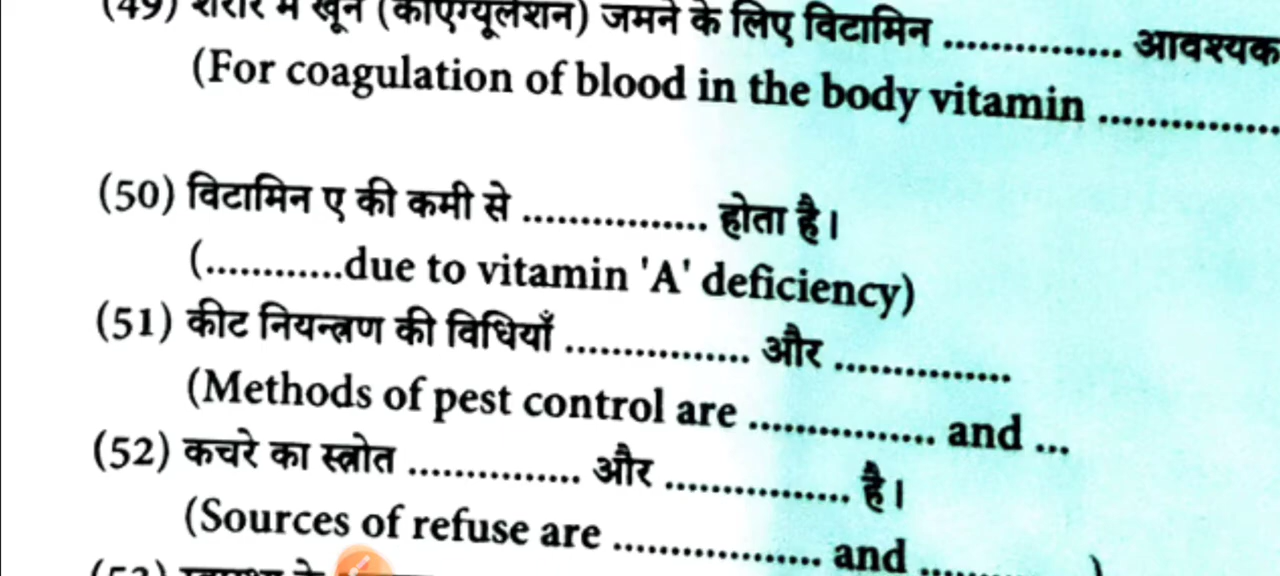 (49) शरीर में खून (कोएग्यूलेशन) जमने के लिए विटामिन ............... आवश्यक
(For coagulation of blood in the body vitamin ...............
(50) विटामिन ए की कमी से ................ होता है।
(............due to vitamin 'A' deficiency)
(51) कीट नियन्त्रण की विधियाँ ................ और ...............
(Methods of pest control are ................ and ...
(52) कचरे का स्त्रोत ............... और ................ है।
(Sources of refuse are .................. and .......... )
(53)